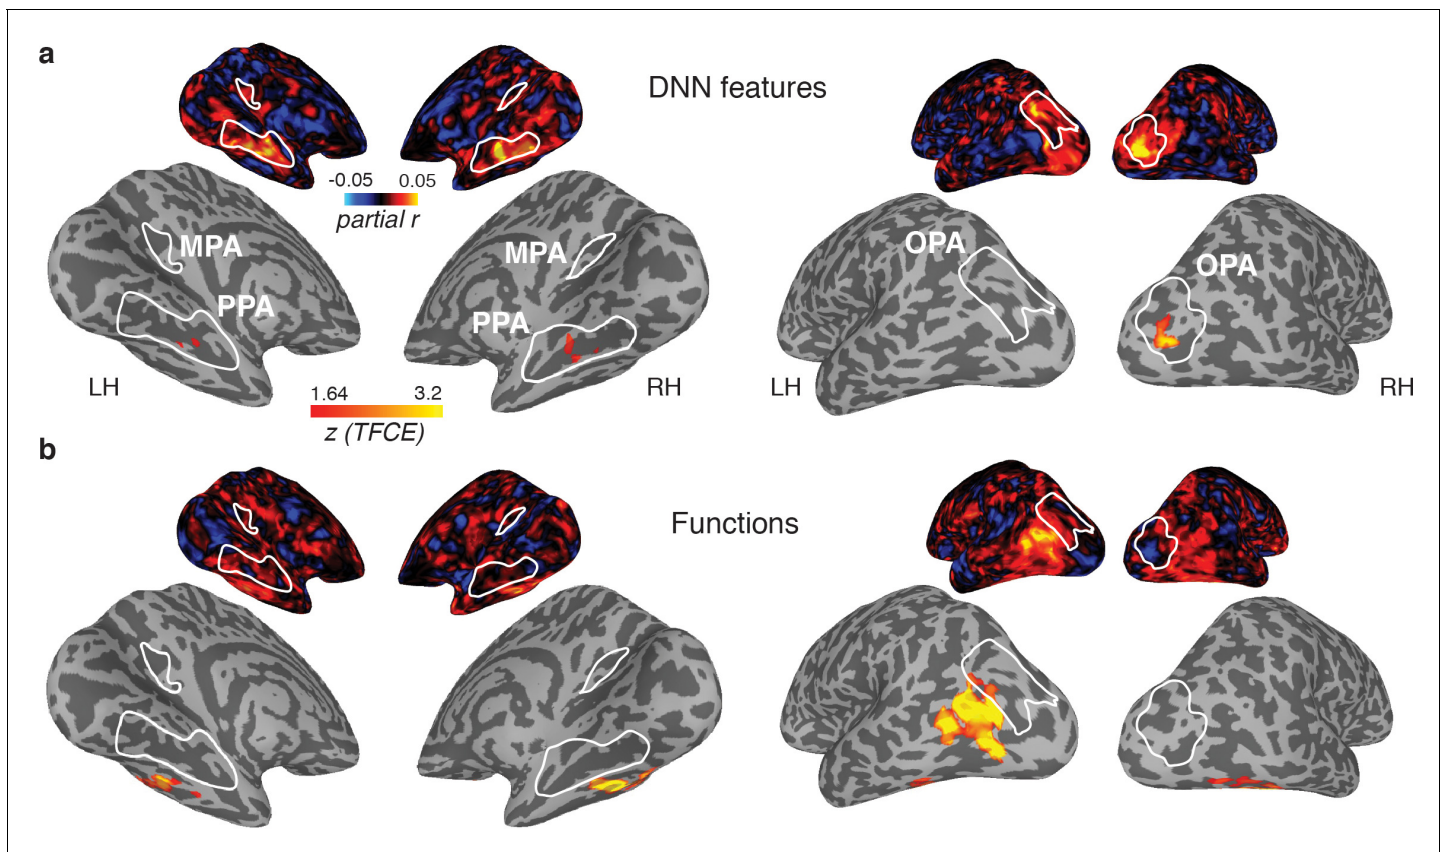 a
DNN features
-0.05 0.05
partial r
MPA
PPA
MPA
PPA
OPA
OPA
LH
RH
LH
RH
1.64 3.2
z (TFCE)
b
Functions